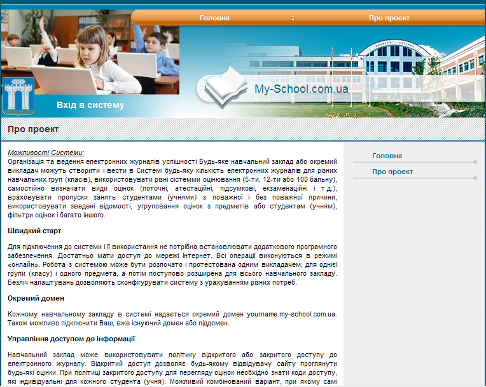 Головна : Про проект
My-School.com.ua
Вхід в систему
Про проект
Можливості Системи:
Організація та ведення електронних журналів успішності Будь-яке навчальний заклад або окремий
викладач можуть створити і вести в Системі будь-яку кількість електронних журналів для різних
навчальних груп (класів), використовувати різні системи оцінювання (5-ти, 12-ти або 100 бальну),
самостійно визначати види оцінок (поточні, атестаційні, підсумкові, екзаменаційні і т.д.),
враховувати пропуски занять студентами (учнями) з поважної і без поважної причини,
використовувати зведені відомості, угруповання оцінок з предметів або студентам (учням),
фільтри оцінок і багато іншого.
Швидкий старт
Для підключення до системи і її використання не потрібно встановлювати додаткового програмного
забезпечення. Достатньо мати доступ до мережі Інтернет. Всі операції виконуються в режимі
«онлайн». Робота з системою може бути розпочато і протестована одним викладачем, для однієї
групи (класу) і одного предмета, а потім поступово розширена для всього навчального закладу.
Безліч налаштувань дозволяють сконфігурувати систему з урахуванням різних потреб.
Окремий домен
Кожному навчальному закладу в системі надається окремий домен yourname.my-school.com.ua.
Також можливо підключити Ваш, вже існуючий домен або піддомен.
Управління доступом до інформації
Навчальний заклад може використовувати політику відкритого або закритого доступу до
електронного журналу. Відкритий доступ дозволяє будь-якому відвідувачу сайту проглянути
будь-які оцінки. При політиці закритого доступу для перегляду оцінок необхідно знати коди доступу,
які індивідуальні для кожного студента (учня). Можливий комбінований варіант, при якому самі
Головна
Про проект